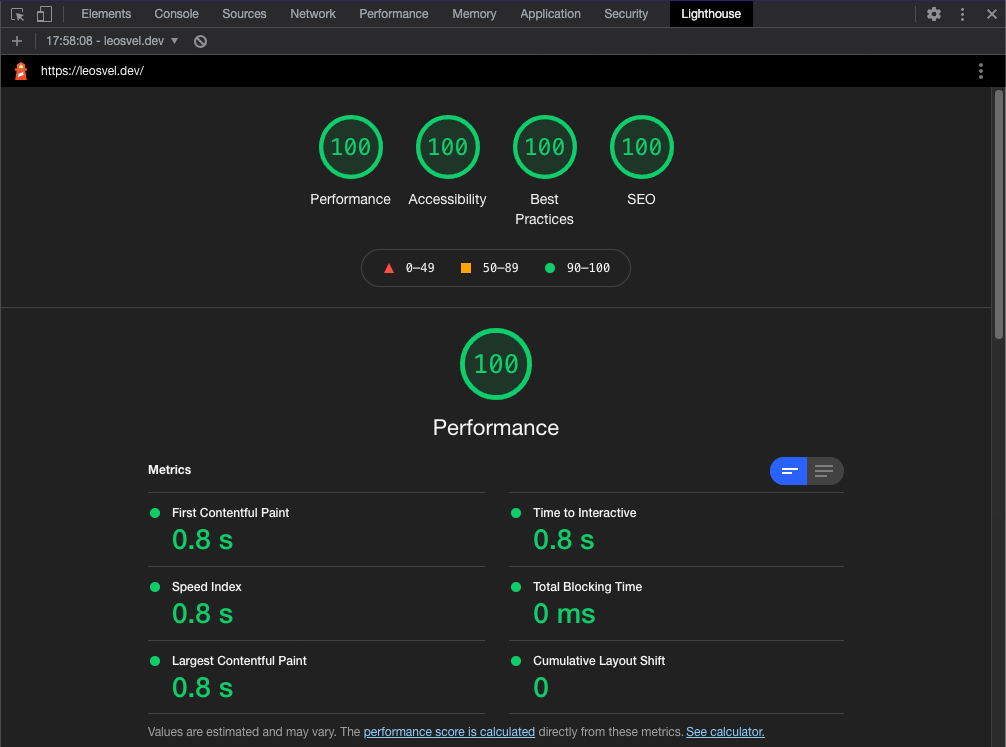 Elements Console Sources Network Performance Memory Application Security Lighthouse
17:58:08 - leosvel.dev
https://leosvel.dev/
100 100 100 100
Performance Accessibility Best Practices SEO
0–49 50–89 90–100
100
Performance
Metrics
First Contentful Paint
0.8 s
Time to Interactive
0.8 s
Speed Index
0.8 s
Total Blocking Time
0 ms
Largest Contentful Paint
0.8 s
Cumulative Layout Shift
0
Values are estimated and may vary. The performance score is calculated directly from these metrics. See calculator.